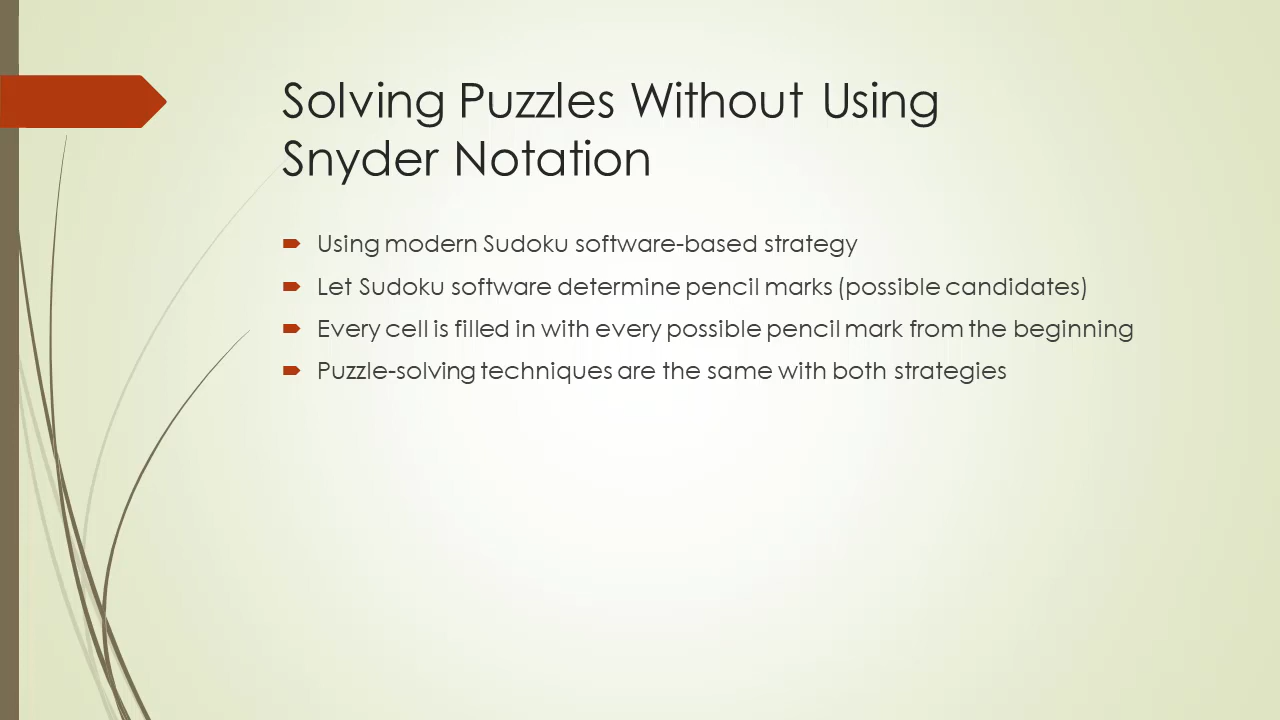 Solving Puzzles Without Using
Snyder Notation
Using modern Sudoku software-based strategy
Let Sudoku software determine pencil marks (possible candidates)
Every cell is filled in with every possible pencil mark from the beginning
Puzzle-solving techniques are the same with both strategies